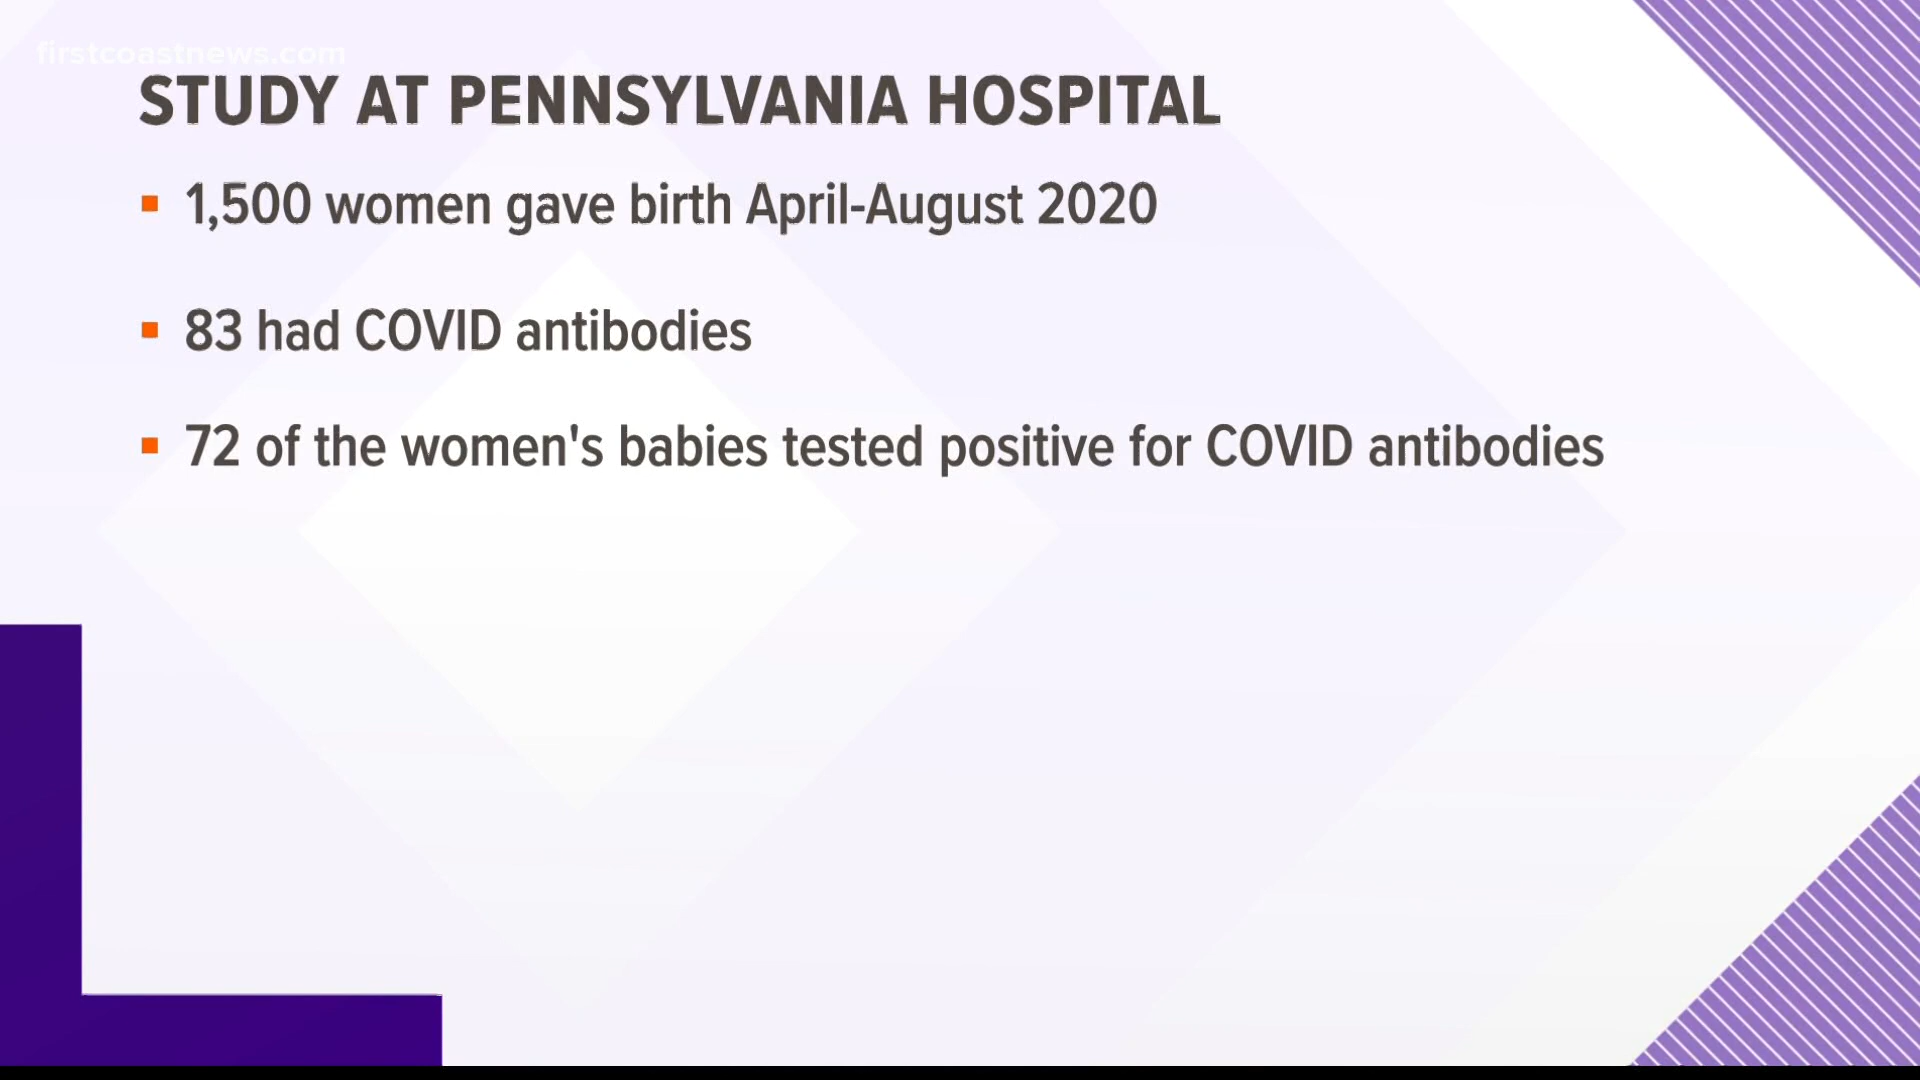 firstcoastnews.com
STUDY AT PENNSYLVANIA HOSPITAL
1,500 women gave birth April-August 2020
83 had COVID antibodies
72 of the women's babies tested positive for COVID antibodies